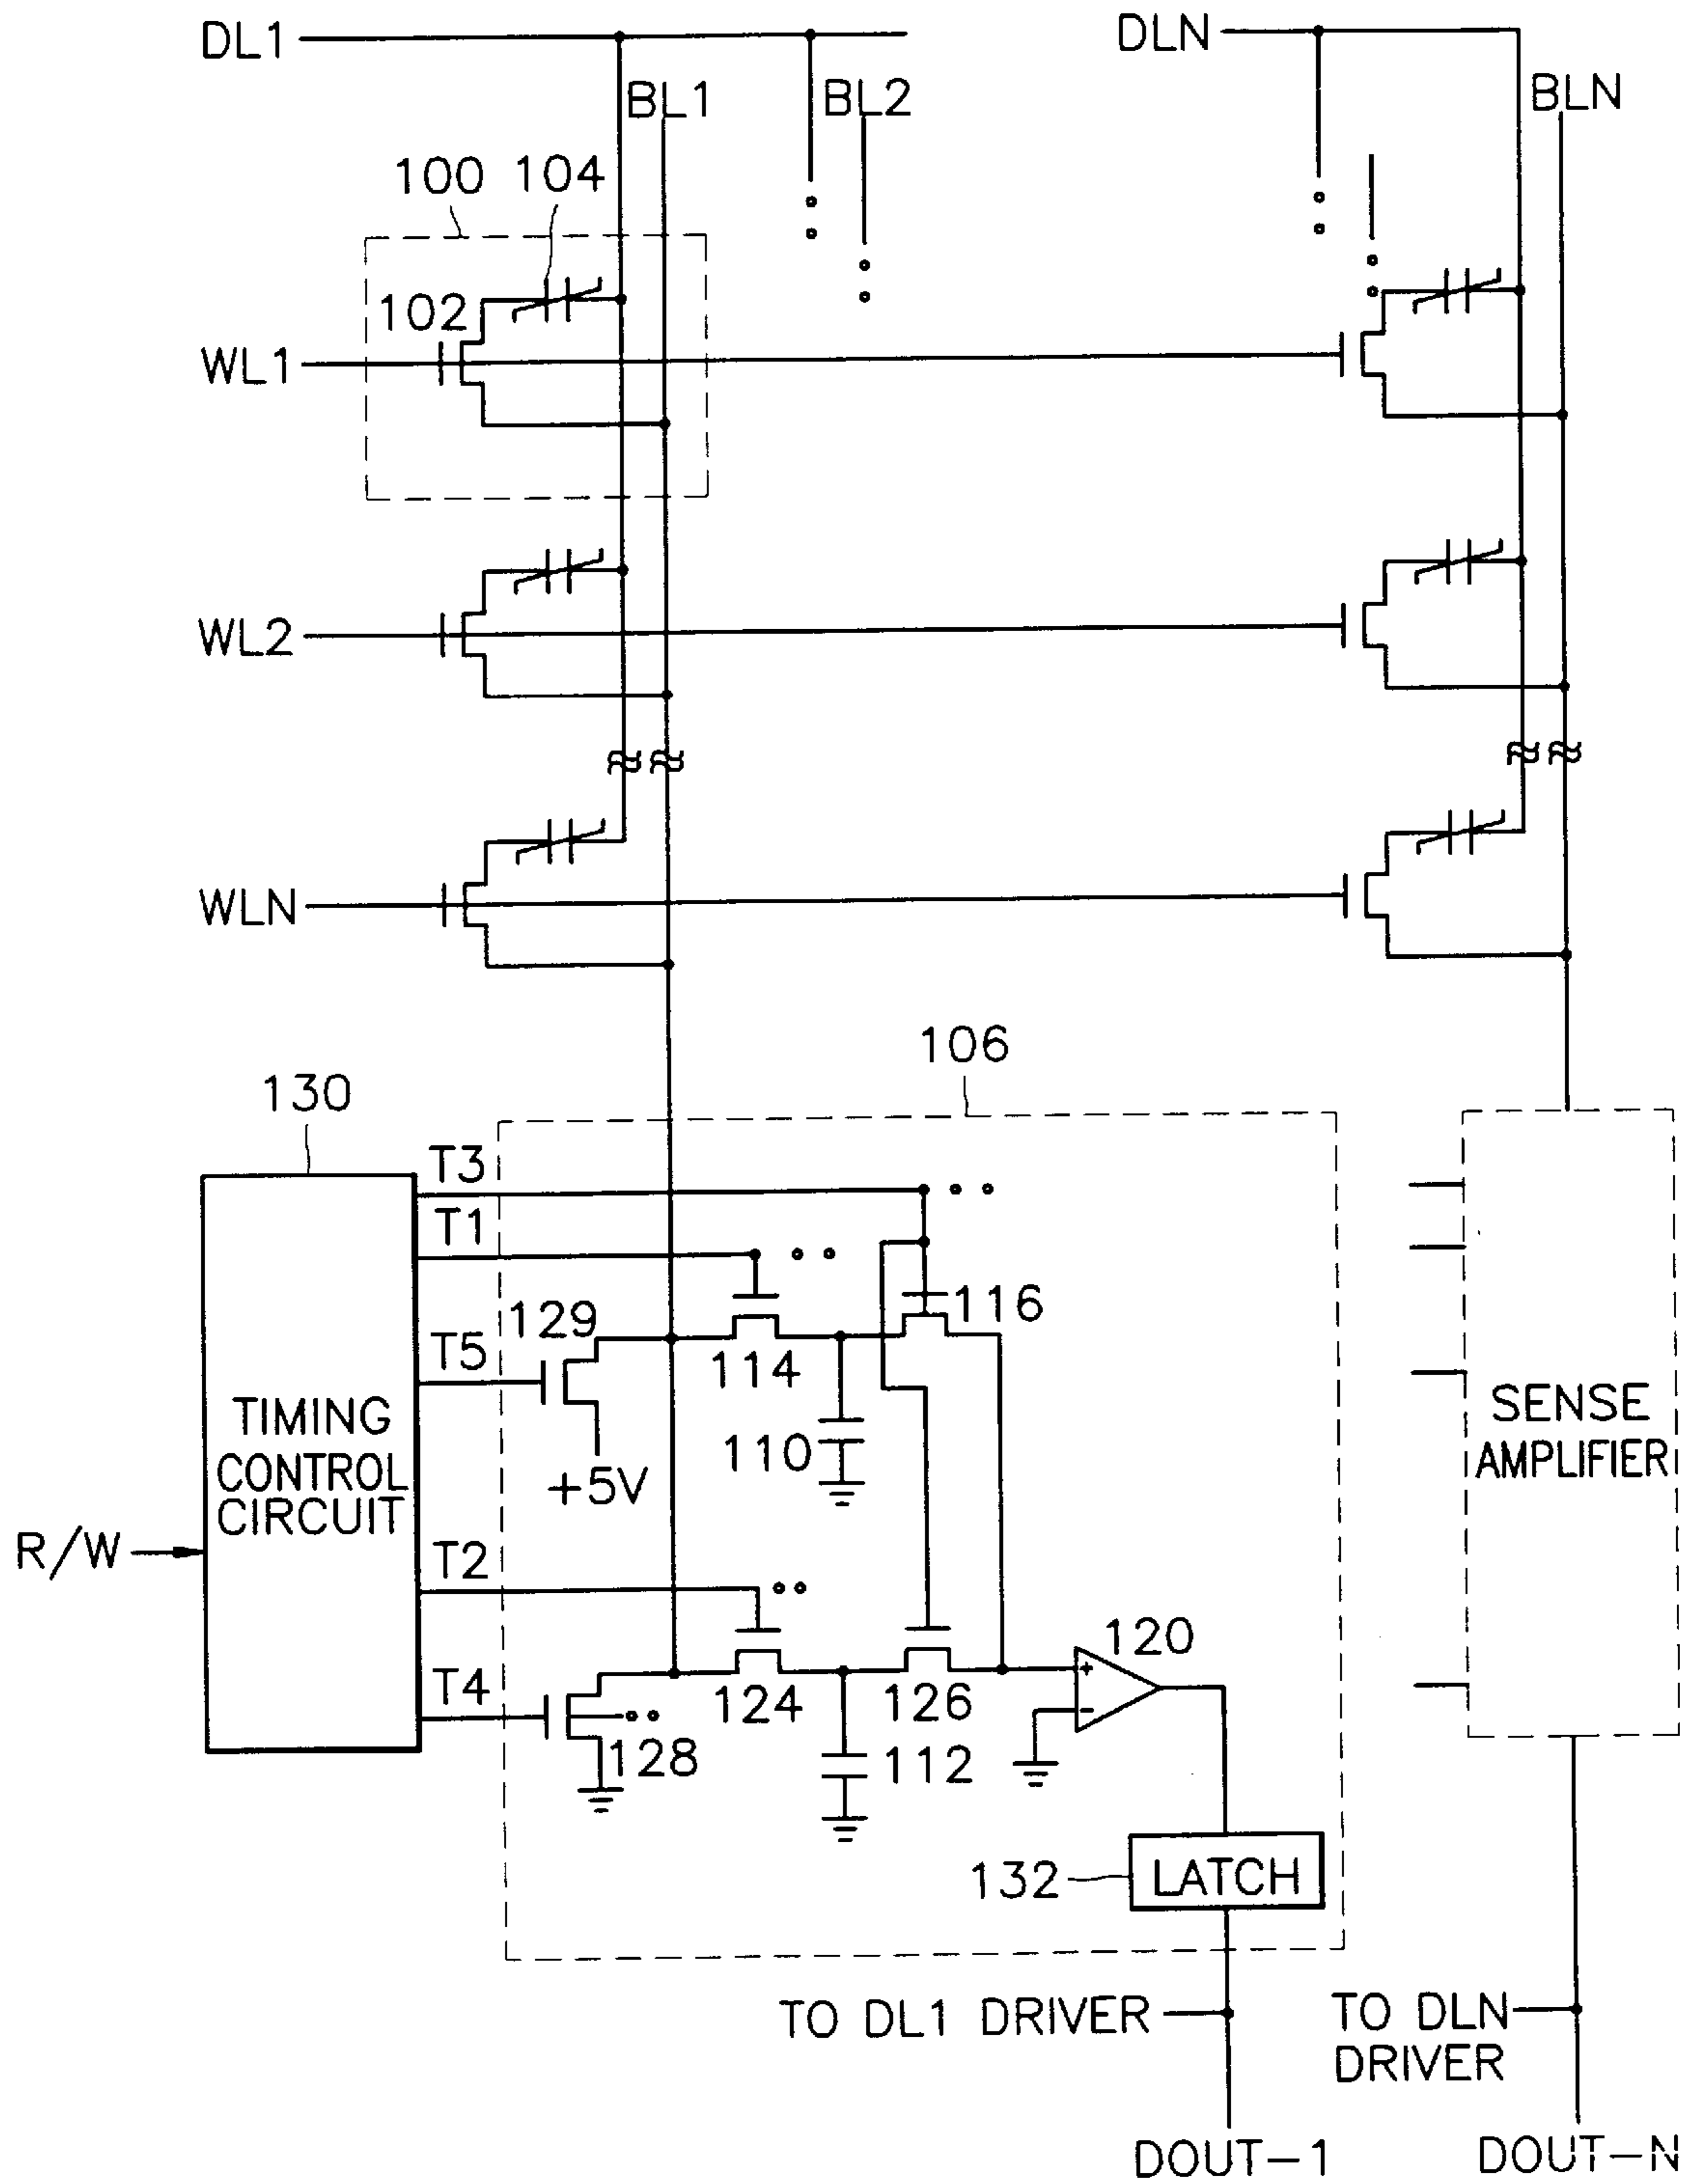 DL1
DLN
BL1
BL2
BLN
100
104
102
WL1
WL2
WLN
106
130
T3
T1
129
116
T5
114
TIMING
CONTROL
CIRCUIT
110
+5V
SENSE
AMPLIFIER
R/W
T2
120
T4
124
126
+
-
128
112
132
LATCH
TO DL1 DRIVER
TO DLN
DRIVER
DOUT-1
DOUT-N